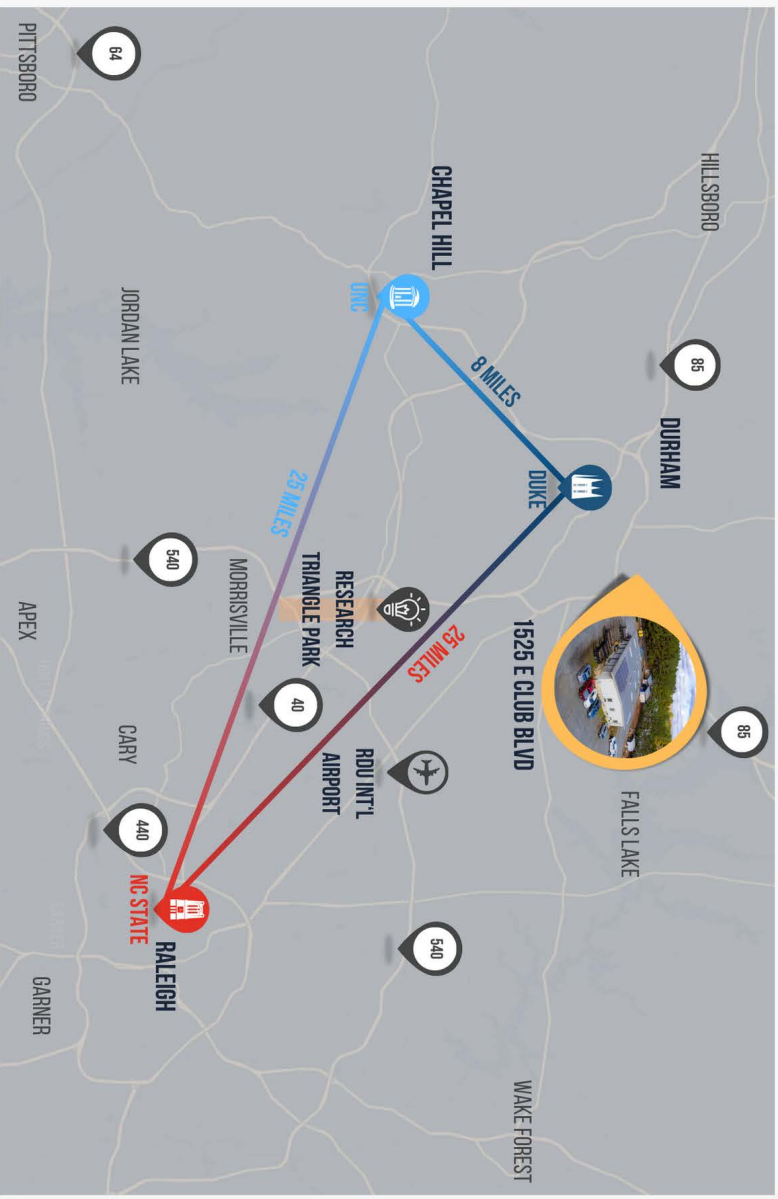 85
HILLSBORO
85
DURHAM
FALLS LAKE
DUKE
1525 E CLUB BLVD
WAKE FOREST
8 MILES
CHAPEL HILL
25 MILES
540
RDU INT'L
AIRPORT
UNC
RESEARCH
TRIANGLE PARK
40
25 MILES
MORRISVILLE
540
RALEIGH
440
NC STATE
JORDAN LAKE
CARY
64
GARNER
APEX
PITTSBORO